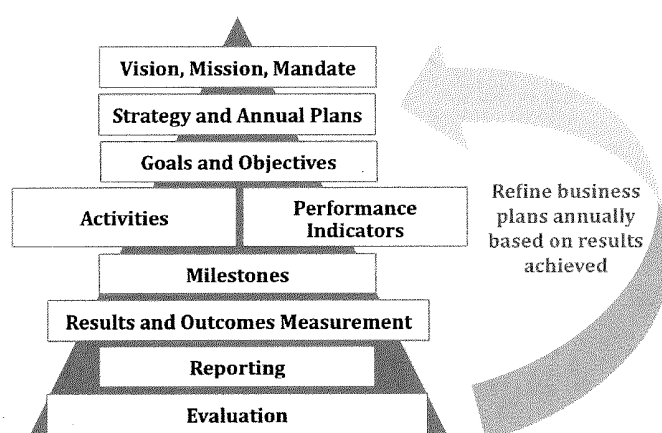 Vision, Mission, Mandate
Strategy and Annual Plans
Goals and Objectives
Activities
Performance
Indicators
Milestones
Results and Outcomes Measurement
Reporting
Evaluation
Refine business
plans annually
based on results
achieved